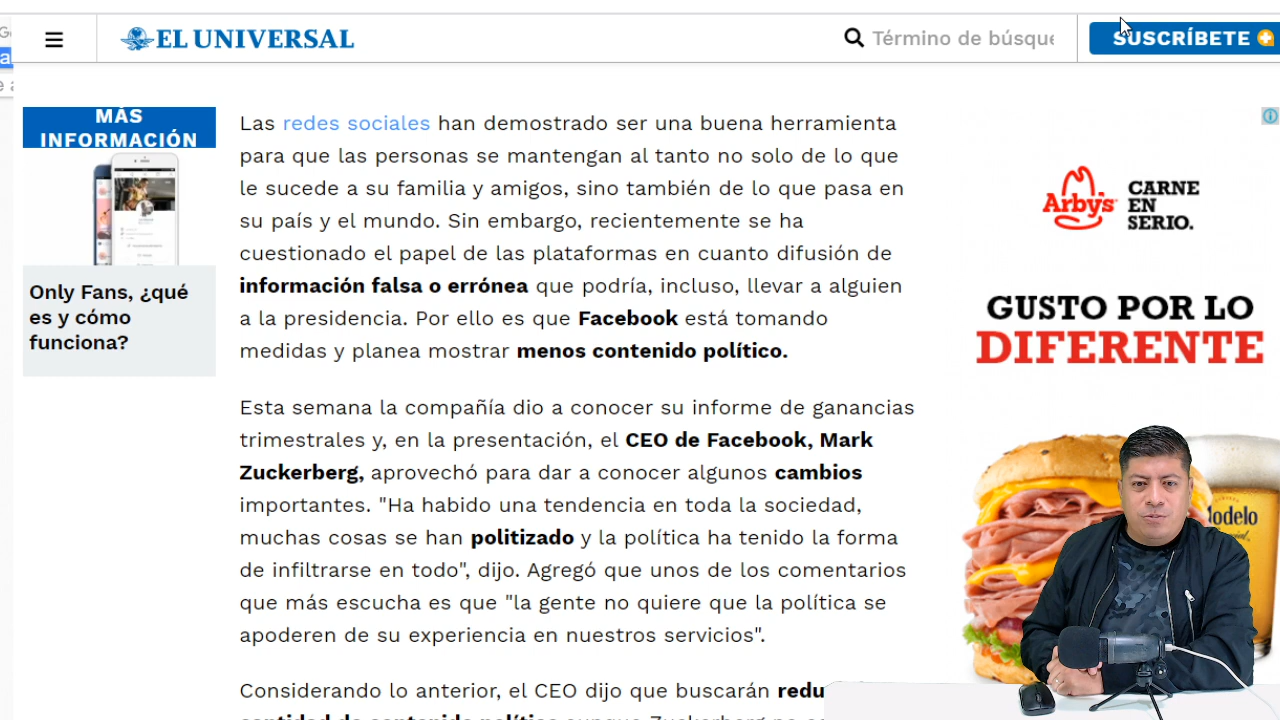 EL UNIVERSAL
Término de búsque
SUSCRÍBETE
MÁS
INFORMACIÓN
Only Fans, ¿qué
es y cómo
funciona?
Las redes sociales han demostrado ser una buena herramienta
para que las personas se mantengan al tanto no solo de lo que
le sucede a su familia y amigos, sino también de lo que pasa en
su país y el mundo. Sin embargo, recientemente se ha
cuestionado el papel de las plataformas en cuanto difusión de
información falsa o errónea que podría, incluso, llevar a alguien
a la presidencia. Por ello es que Facebook está tomando
medidas y planea mostrar menos contenido político.
Esta semana la compañía dio a conocer su informe de ganancias
trimestrales y, en la presentación, el CEO de Facebook, Mark
Zuckerberg, aprovechó para dar a conocer algunos cambios
importantes. "Ha habido una tendencia en toda la sociedad,
muchas cosas se han politizado y la política ha tenido la forma
de infiltrarse en todo", dijo. Agregó que unos de los comentarios
que más escucha es que "la gente no quiere que la política se
apoderen de su experiencia en nuestros servicios".
Considerando lo anterior, el CEO dijo que buscarán redu
Arby's
CARNE
EN
SERIO.
GUSTO POR LO
DIFERENTE
Modelo